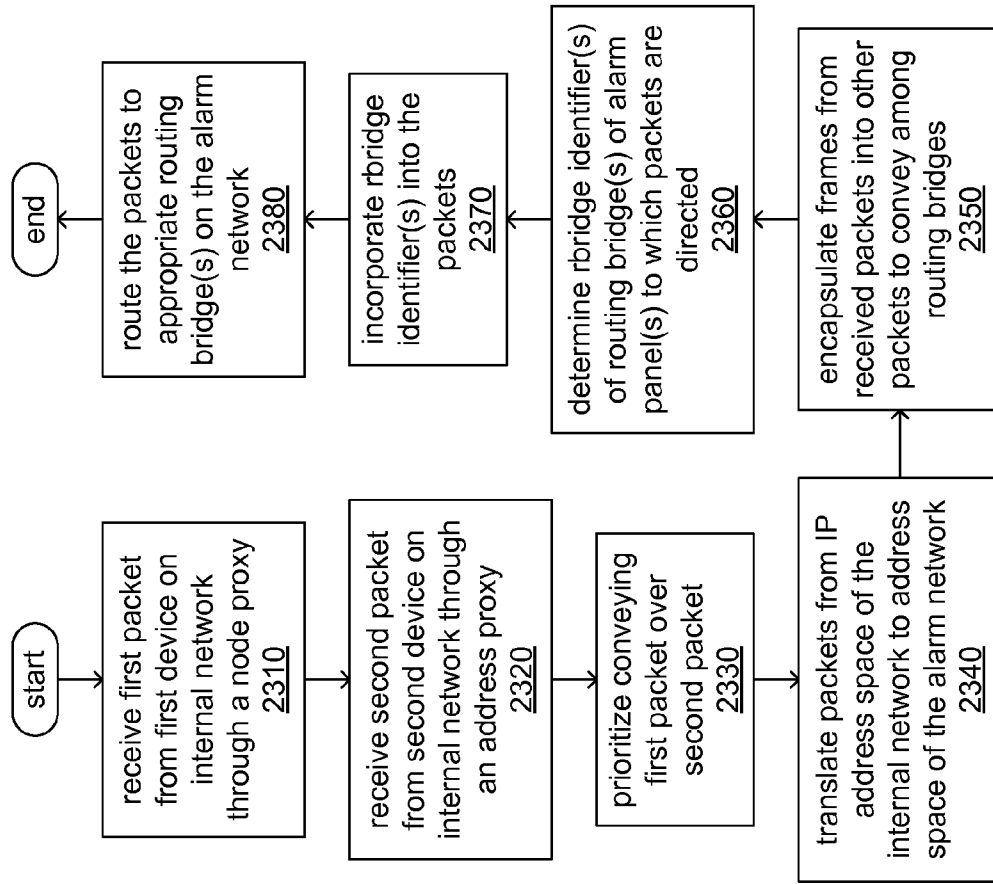 start
receive first packet
from first device on
internal network
through a node proxy
2310
receive second packet
from second device on
internal network through
an address proxy
2320
prioritize conveying
first packet over
second packet
2330
translate packets from IP
address space of the
internal network to address
space of the alarm network
2340
encapsulate frames from
received packets into other
packets to convey among
routing bridges
2350
determine rbridge identifier(s)
of routing bridge(s) of alarm
panel(s) to which packets are
directed
2360
incorporate rbridge
identifier(s) into the
packets
2370
route the packets to
appropriate routing
bridge(s) on the alarm
network
2380
end